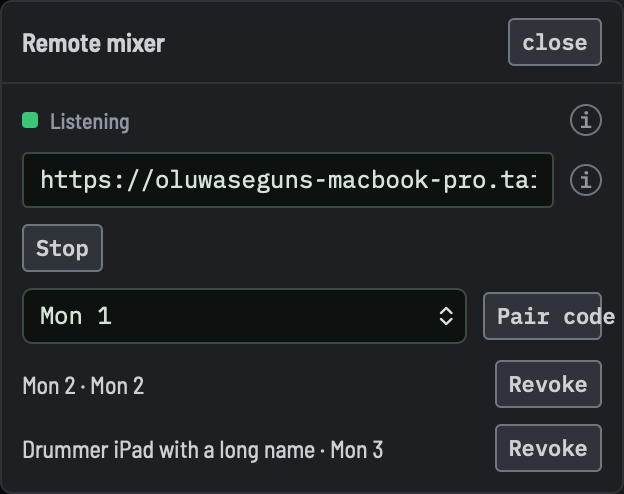 Remote mixer
close
Listening
i
https://oluwaseguns-macbook-pro.tai
i
Stop
Mon 1
Pair code
Mon 2 · Mon 2
Revoke
Drummer iPad with a long name · Mon 3
Revoke